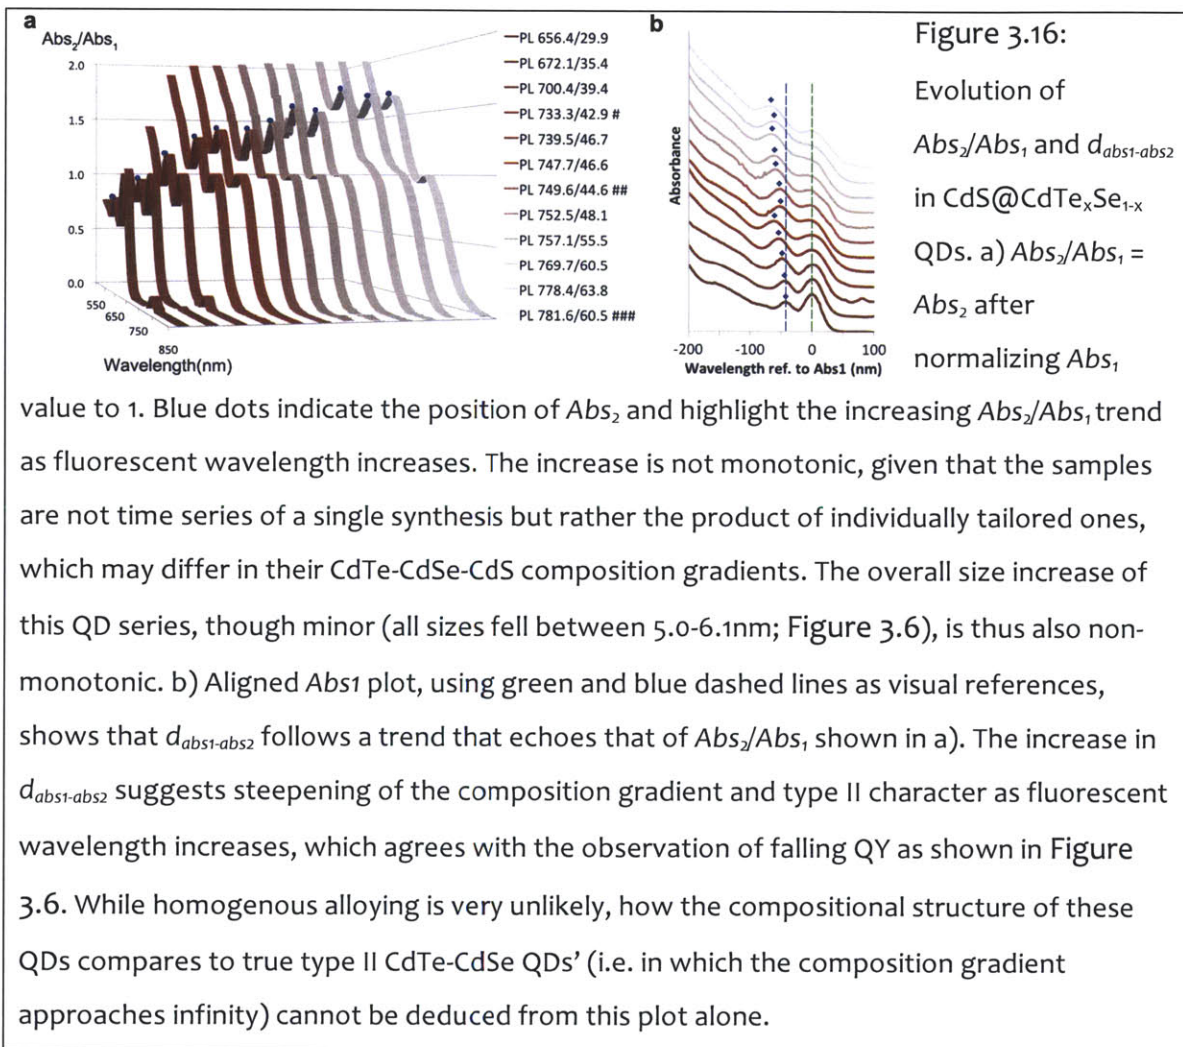 a
Abs₂/Abs₁
2.0
1.5
1.0
0.5
0.0
550
650
750
850
Wavelength(nm)
PL 656.4/29.9
PL 672.1/35.4
PL 700.4/39.4
PL 733.3/42.9 #
PL 739.5/46.7
PL 747.7/46.6
PL 749.6/44.6 ##
PL 752.5/48.1
PL 757.1/55.5
PL 769.7/60.5
PL 778.4/63.8
PL 781.6/60.5 ###
b
Absorbance
-200 -100 0 100
Wavelength ref. to Abs1 (nm)
Figure 3.16:
Evolution of
Abs₂/Abs₁ and d_abs1-abs2
in CdS@CdTeₓSe₁₋ₓ
QDs. a) Abs₂/Abs₁ =
Abs₂ after
normalizing Abs₁
value to 1. Blue dots indicate the position of Abs₂ and highlight the increasing Abs₂/Abs₁ trend
as fluorescent wavelength increases. The increase is not monotonic, given that the samples
are not time series of a single synthesis but rather the product of individually tailored ones,
which may differ in their CdTe-CdSe-CdS composition gradients. The overall size increase of
this QD series, though minor (all sizes fell between 5.0-6.1nm; Figure 3.6), is thus also non-
monotonic. b) Aligned Abs1 plot, using green and blue dashed lines as visual references,
shows that d_abs1-abs2 follows a trend that echoes that of Abs₂/Abs₁ shown in a). The increase in
d_abs1-abs2 suggests steepening of the composition gradient and type II character as fluorescent
wavelength increases, which agrees with the observation of falling QY as shown in Figure
3.6. While homogenous alloying is very unlikely, how the compositional structure of these
QDs compares to true type II CdTe-CdSe QDs' (i.e. in which the composition gradient
approaches infinity) cannot be deduced from this plot alone.